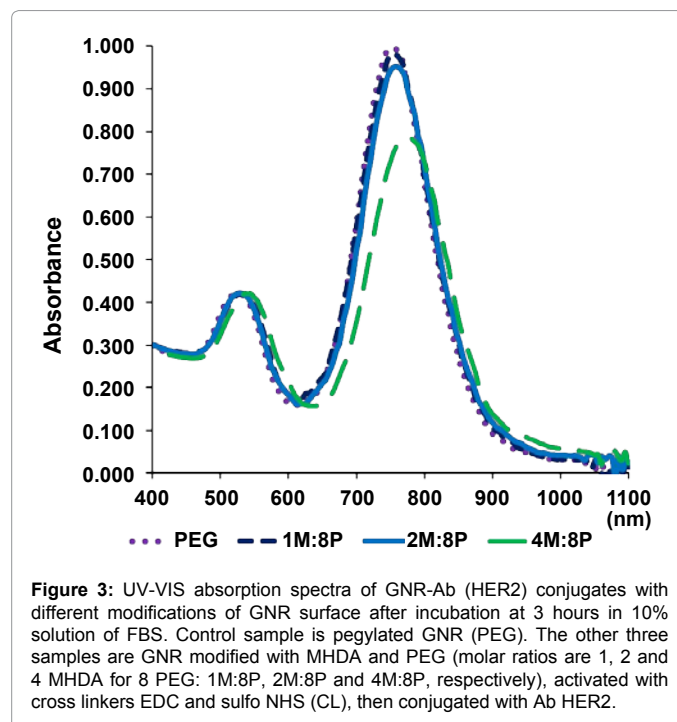 1.000
0.900
0.800
0.700
0.600
0.500
0.400
0.300
0.200
0.100
0.000
Absorbance
400 500 600 700 800 900 1000 1100
(nm)
PEG 1M:8P 2M:8P 4M:8P
Figure 3: UV-VIS absorption spectra of GNR-Ab (HER2) conjugates with
different modifications of GNR surface after incubation at 3 hours in 10%
solution of FBS. Control sample is pegylated GNR (PEG). The other three
samples are GNR modified with MHDA and PEG (molar ratios are 1, 2 and
4 MHDA for 8 PEG: 1M:8P, 2M:8P and 4M:8P, respectively), activated with
cross linkers EDC and sulfo NHS (CL), then conjugated with Ab HER2.